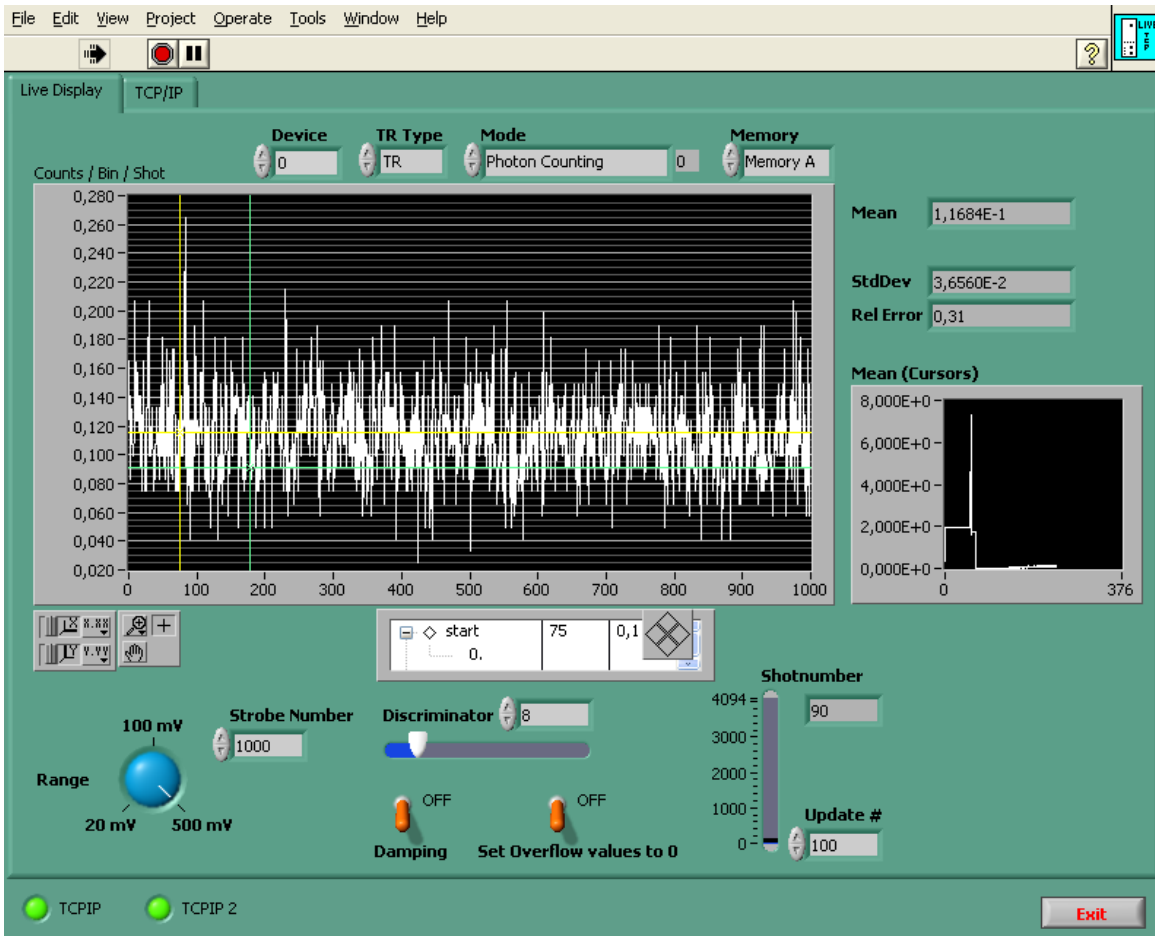 File Edit View Project Operate Tools Window Help
LIVE
TCP
Live Display TCP/IP
Device TR Type Mode Memory
0 TR Photon Counting 0 Memory A
Counts / Bin / Shot
0,280
0,260
0,240
0,220
0,200
0,180
0,160
0,140
0,120
0,100
0,080
0,060
0,040
0,020
0 100 200 300 400 500 600 700 800 900 1000
Mean 1,1684E-1
StdDev 3,6560E-2
Rel Error 0,31
Mean (Cursors)
8,000E+0
6,000E+0
4,000E+0
2,000E+0
0,000E+0
0 376
X X.XX
Y Y.YY
start 75 0,1
0.
100 mV
Range
20 mV 500 mV
Strobe Number
1000
Discriminator 8
OFF OFF
Damping Set Overflow values to 0
Shotnumber
4094
3000
2000
1000
0
90
Update #
100
TCPIP TCPIP 2 Exit